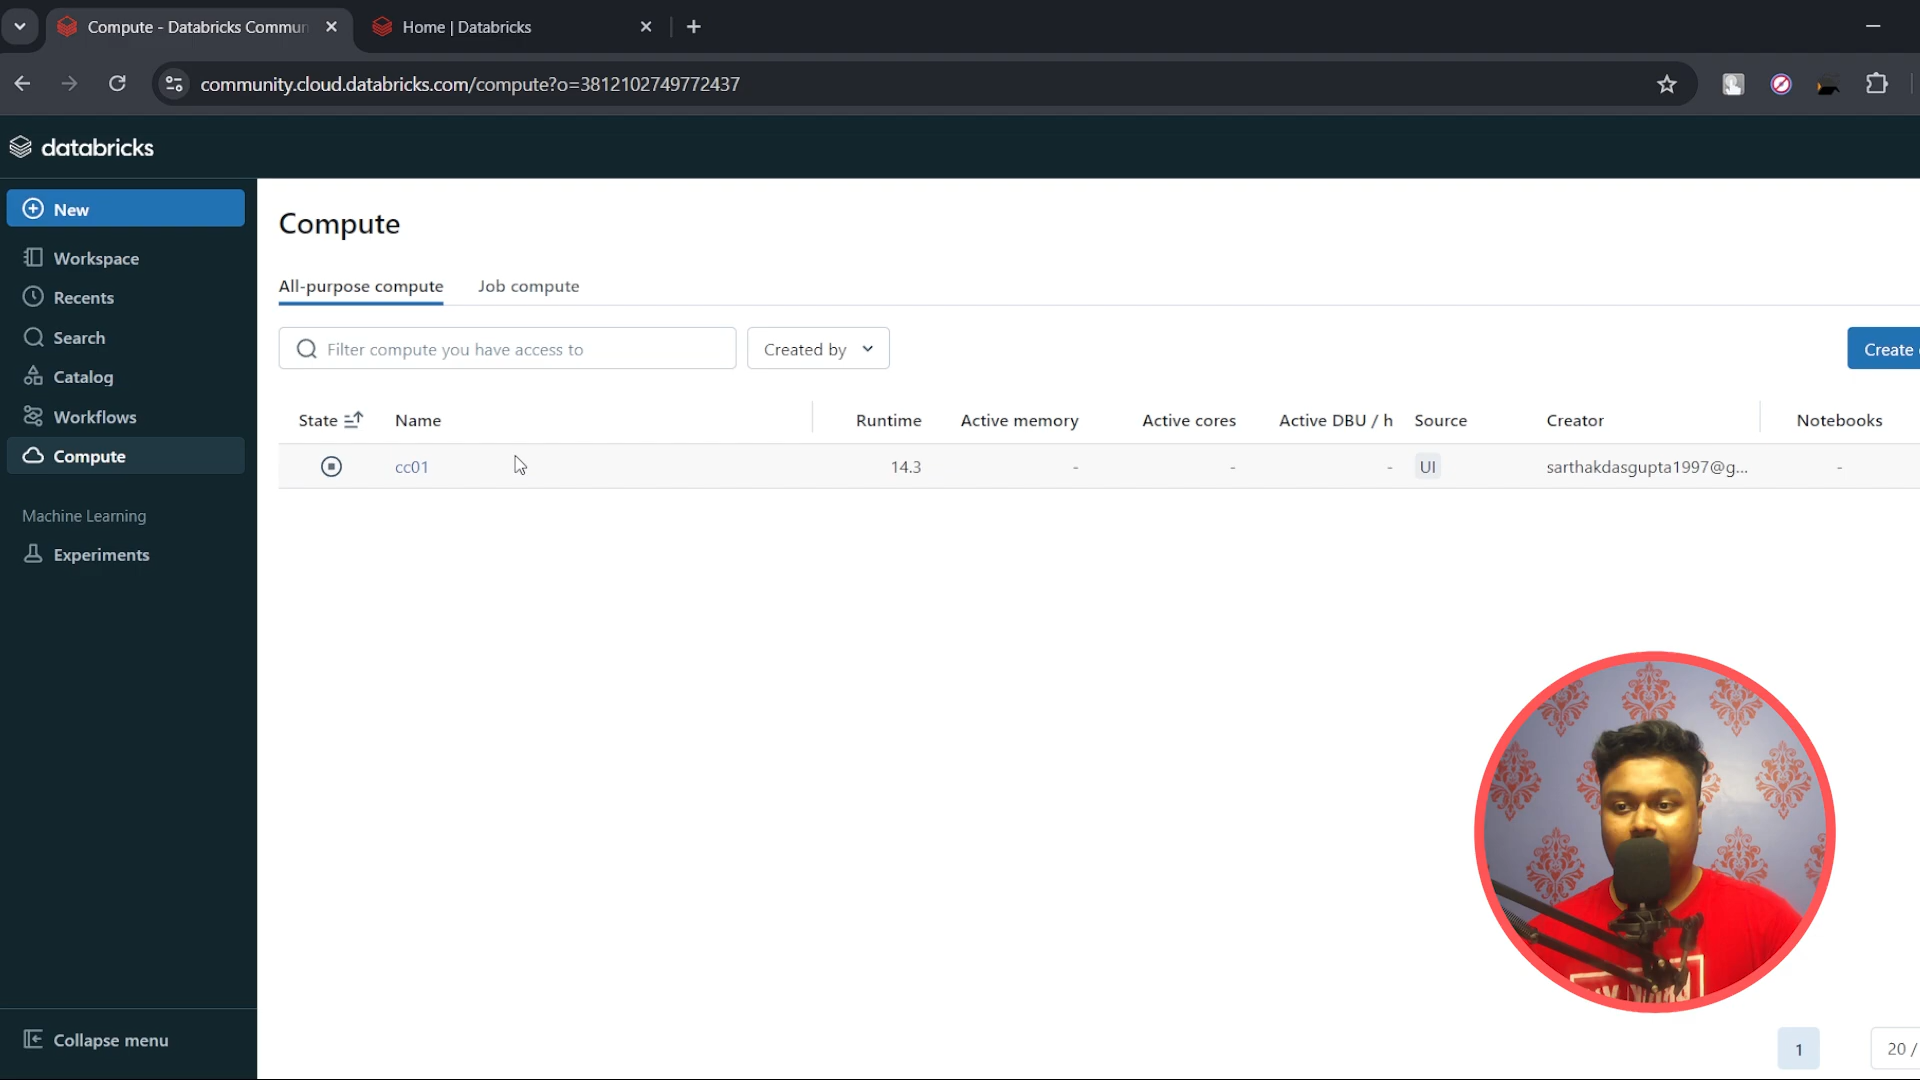 Compute - Databricks Commun
Home | Databricks
community.cloud.databricks.com/compute?o=3812102749772437
databricks
New
Workspace
Recents
Search
Catalog
Workflows
Compute
Machine Learning
Experiments
Collapse menu
Compute
All-purpose compute Job compute
Filter compute you have access to
Created by
Create
State Name Runtime Active memory Active cores Active DBU / h Source Creator Notebooks
cc01 14.3 - - - UI sarthakdasgupta1997@g... -
1
20 /